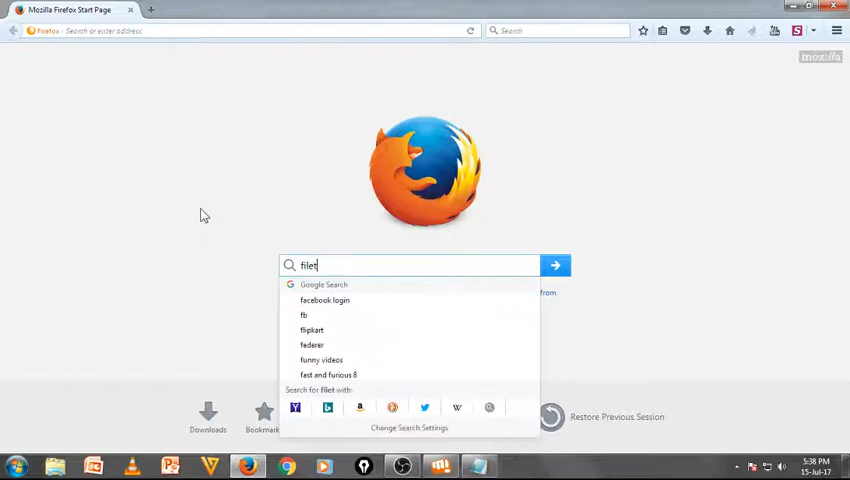 Mozilla Firefox Start Page
Firefox
Search or enter address
Search
moz://a
filet
Google Search
facebook login
fb
flipkart
federer
funny videos
fast and furious 8
from
Search for filet with:
Change Search Settings
Downloads
Bookmark
Restore Previous Session
5:38 PM
15-Jul-17